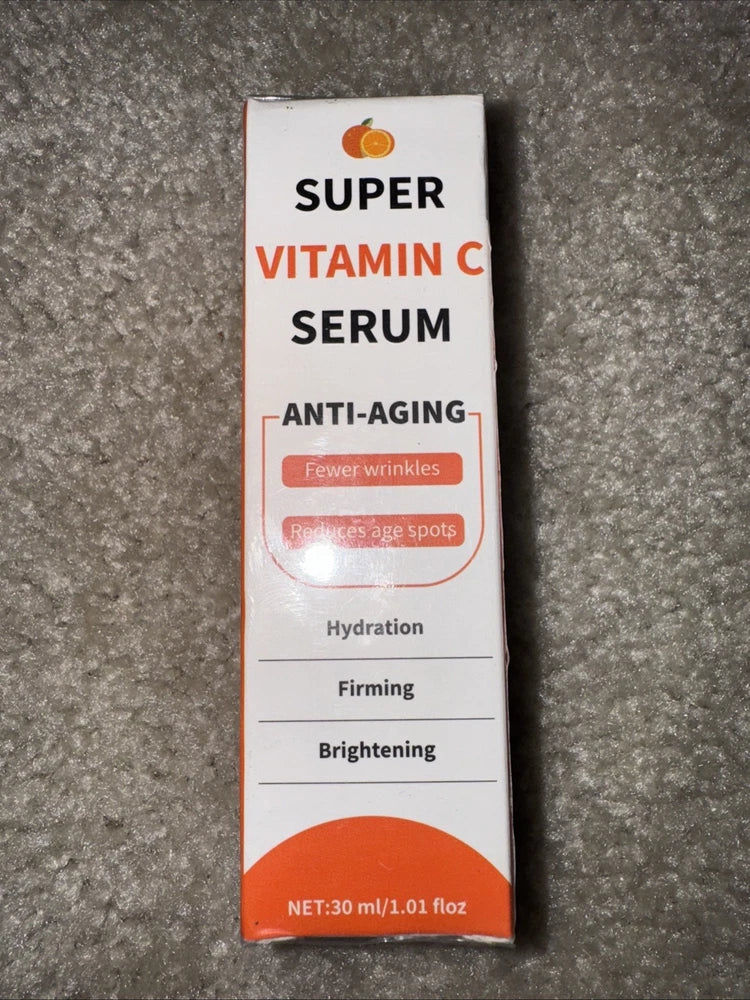 SUPER
VITAMIN C
SERUM
ANTI-AGING
Fewer wrinkles
Reduces age spots
Hydration
Firming
Brightening
NET:30 ml/1.01 floz